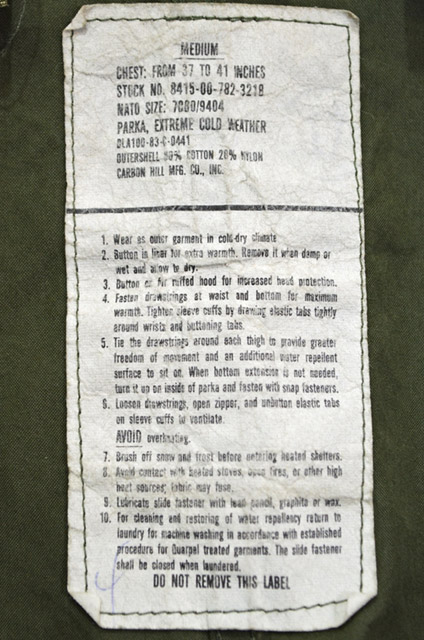 MEDIUM
CHEST: FROM 37 TO 41 INCHES
STOCK NO. 8415-00-782-3218
NATO SIZE: 7080/9404
PARKA, EXTREME COLD WEATHER
DLA100-83-C-0441
OUTERSHELL 80% COTTON 20% NYLON
CARBON HILL MFG. CO., INC.
1. Wear as outer garment in cold-dry climate
2. Button in liner for extra warmth. Remove it when damp or
wet and allow to dry.
3. Button on fur ruffed hood for increased head protection.
4. Fasten drawstrings at waist and bottom for maximum
warmth. Tighten sleeve cuffs by drawing elastic tabs tightly
around wrists and buttoning tabs.
5. Tie the drawstrings around each thigh to provide greater
freedom of movement and an additional water repellent
surface to sit on. When bottom extension is not needed,
turn it up on inside of parka and fasten with snap fasteners.
6. Loosen drawstrings, open zipper, and unbutton elastic tabs
on sleeve cuffs to ventilate.
AVOID overheating.
7. Brush off snow and frost before entering heated shelters.
8. Avoid contact with heated stoves, open fires, or other high
heat sources; fabric may fuse.
9. Lubricate slide fastener with lead pencil, graphite or wax.
10. For cleaning and restoring of water repellency return to
laundry for machine washing in accordance with established
procedure for Quarpel treated garments. The slide fastener
shall be closed when laundered.
DO NOT REMOVE THIS LABEL
4